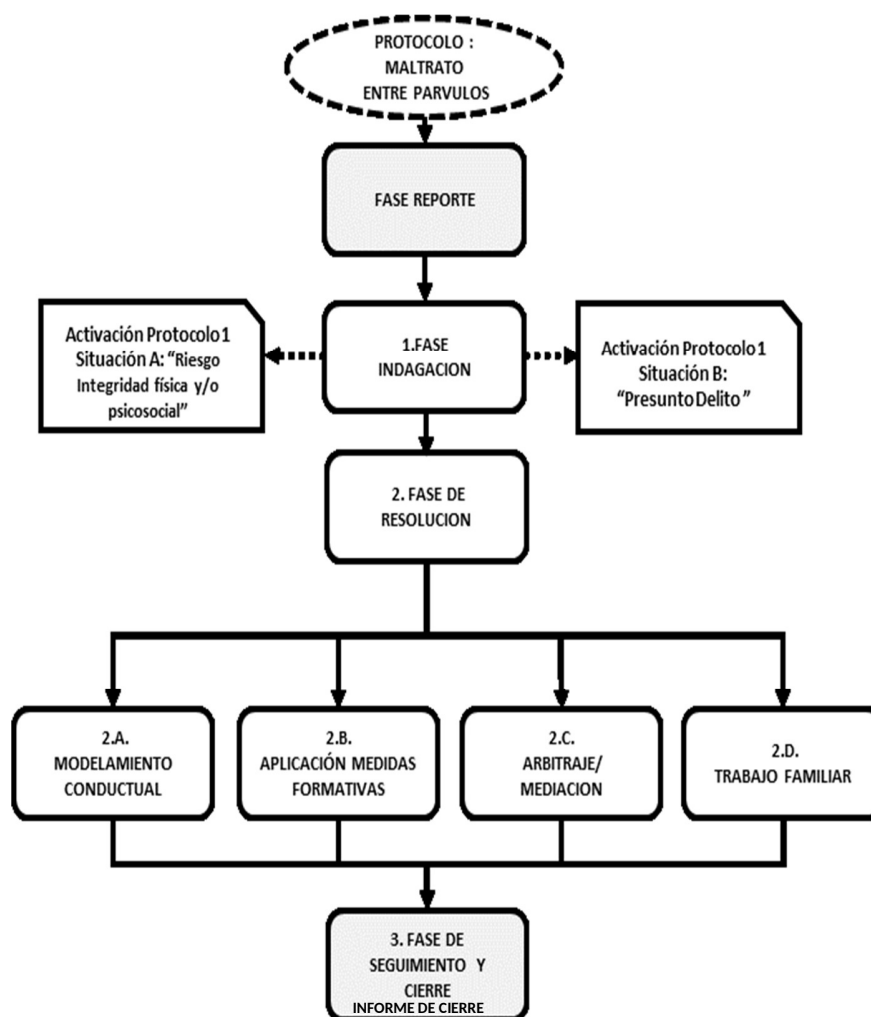 PROTOCOLO :
MALTRATO
ENTRE PARVULOS
FASE REPORTE
Activación Protocolo 1
Situación A: “Riesgo
Integridad física y/o
psicosocial”
1.FASE
INDAGACION
Activación Protocolo 1
Situación B:
“Presunto Delito ”
2. FASE DE
RESOLUCION
2.A.
MODELAMIENTO
CONDUCTUAL
2.B.
APLICACIÓN MEDIDAS
FORMATIVAS
2.C.
ARBITRAJE/
MEDIACION
2.D.
TRABAJO FAMILIAR
3. FASE DE
SEGUIMIENTO Y
CIERRE
INFORME DE CIERRE